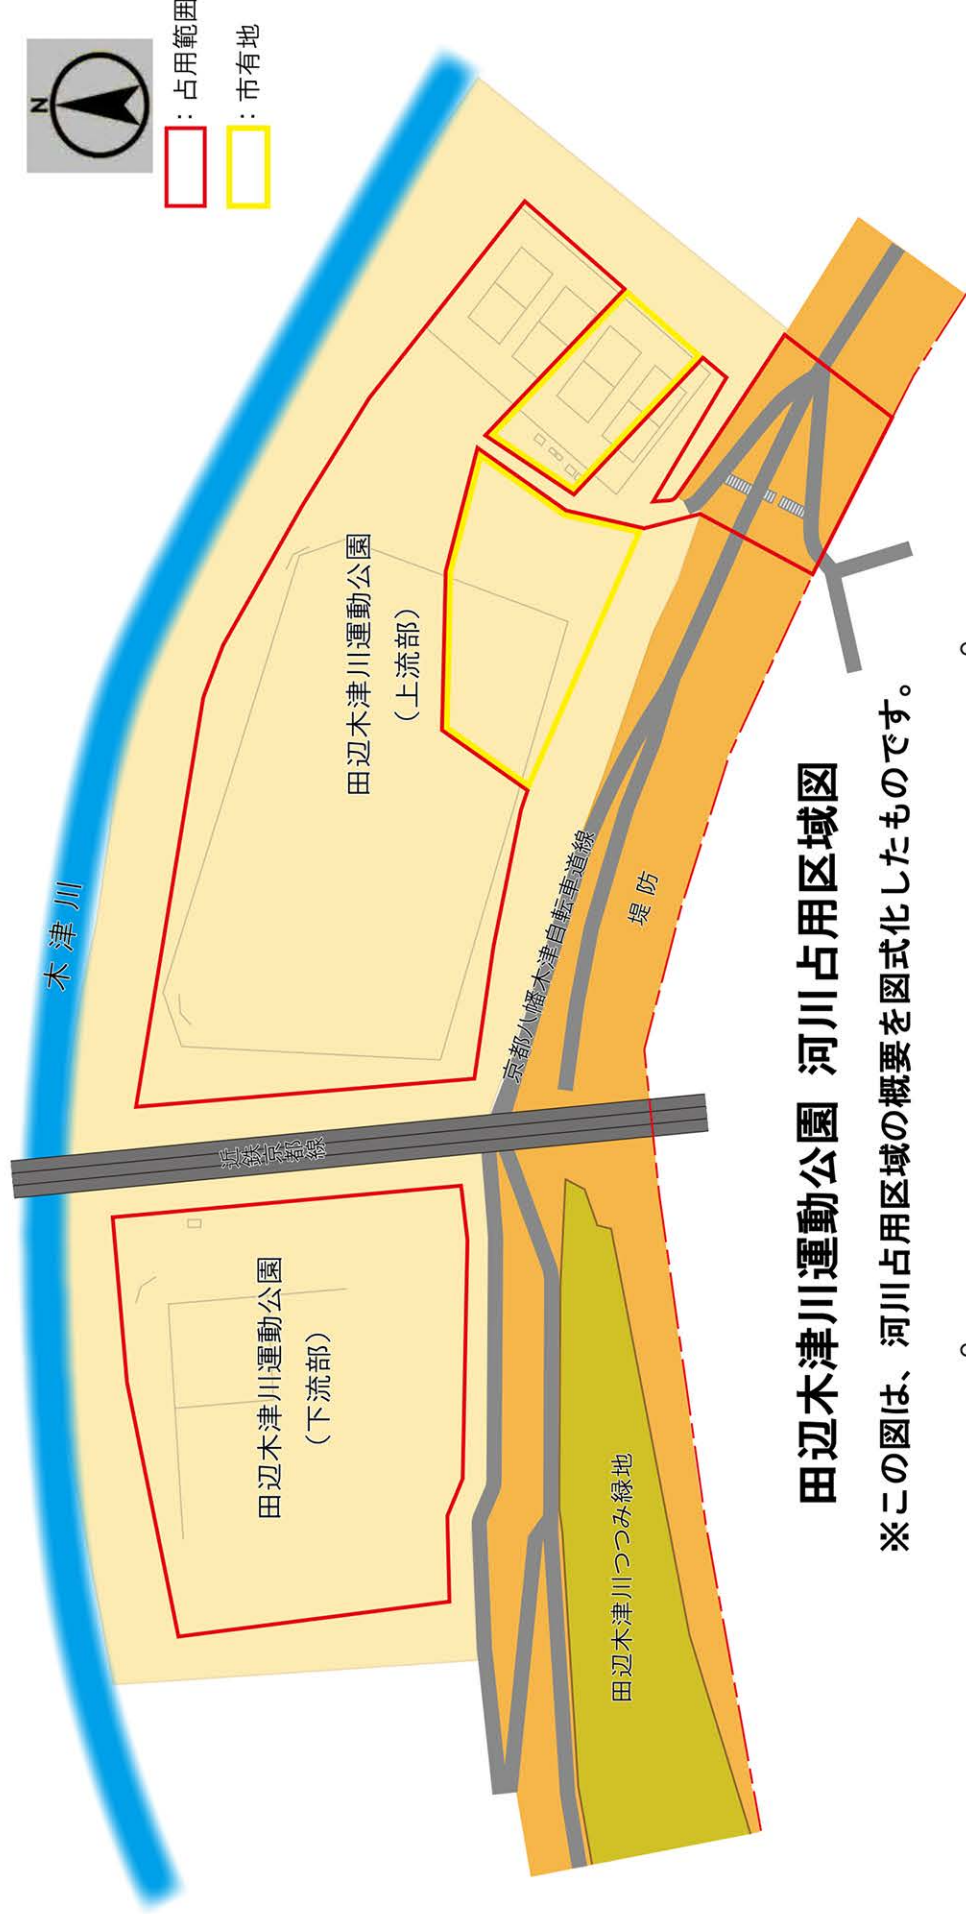 N
：占用範囲
：市有地
木津川
田辺木津川運動公園
（上流部）
近鉄京都線
京都八幡木津自転車道線
堤防
田辺木津川運動公園
（下流部）
田辺木津川つつみ緑地
田辺木津川運動公園 河川占用区域図
※この図は、河川占用区域の概要を図式化したものです。